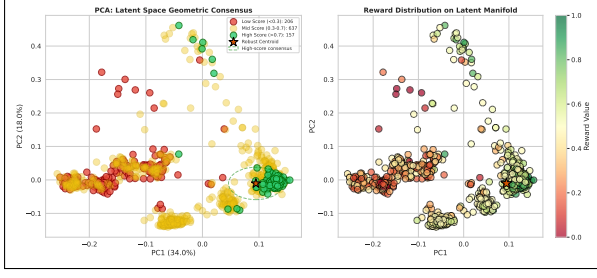 PCA: Latent Space Geometric Consensus
Low Score (<0.3): 206
Mid Score (0.3-0.7): 637
High Score (>0.7): 157
Robust Centroid
High-score consensus
0.4
0.3
0.2
0.1
0.0
−0.1
PC2 (18.0%)
−0.2
−0.1
0.0
0.1
PC1 (34.0%)
Reward Distribution on Latent Manifold
0.4
0.3
0.2
0.1
0.0
−0.1
PC2
−0.2
−0.1
0.0
0.1
PC1
1.0
0.8
0.6
0.4
0.2
0.0
Reward Value